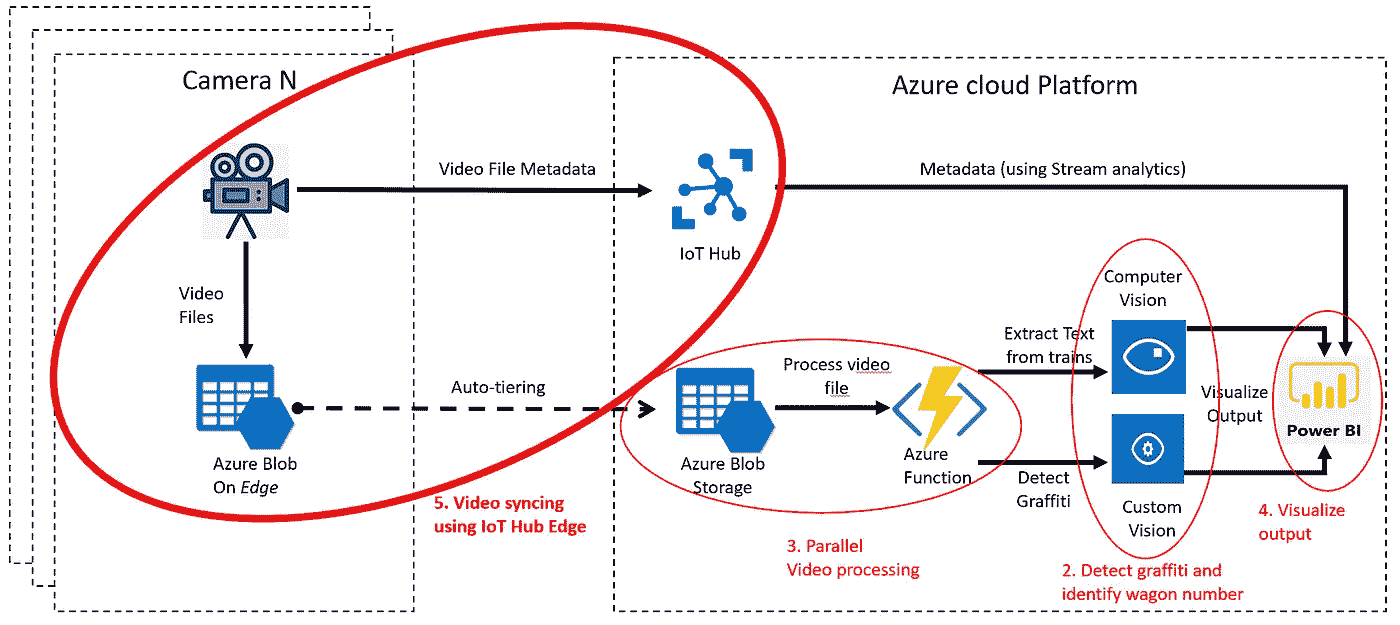 Camera N
Azure cloud Platform
Video File Metadata
Metadata (using Stream analytics)
IoT Hub
Video
Files
Computer
Vision
Extract Text
from trains
Process video
file
Auto-tiering
Visualize
Output
Power BI
Azure Blob
On Edge
Azure Blob
Storage
Azure
Function
Detect
Graffiti
Custom
Vision
5. Video syncing
using IoT Hub Edge
4. Visualize
output
3. Parallel
Video processing
2. Detect graffiti and
identify wagon number